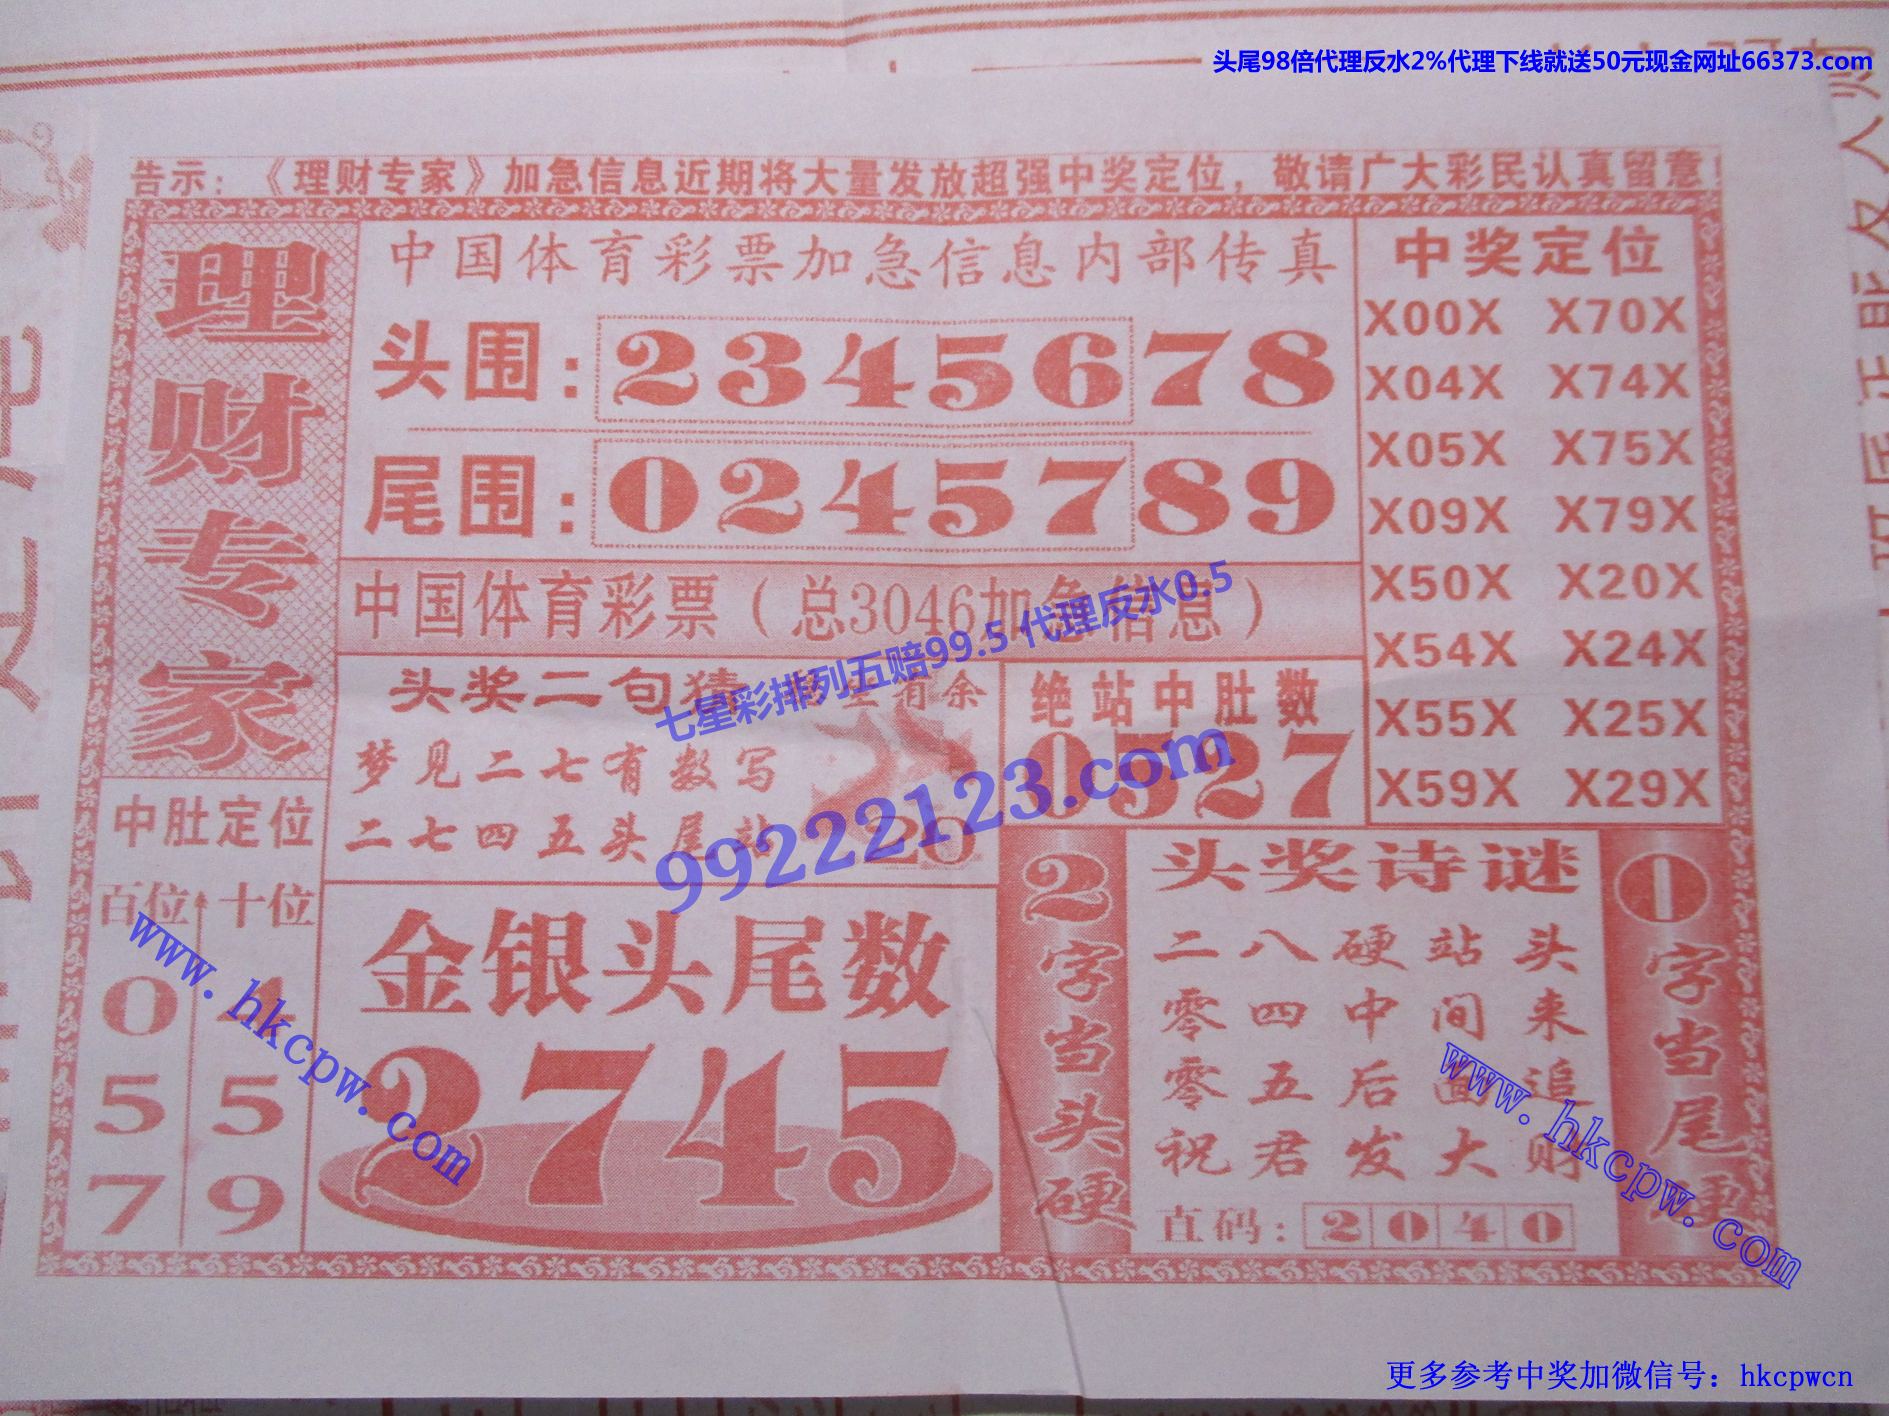 头尾98倍代理反水2%代理下线就送50元现金网址66373.com
告示：《理财专家》加急信息近期将大量发放超强中奖定位，敬请广大彩民认真留意！
理财专家
中国体育彩票加急信息内部传真
头围：2345678
尾围：0245789
中国体育彩票（总3046加急信息）
中奖定位
X00X X70X
X04X X74X
X05X X75X
X09X X79X
X50X X20X
X54X X24X
X55X X25X
X59X X29X
头奖二句猜
有余
梦见二七有数写
二七四五头尾站
20
绝站中肚数
0527
七星彩排列五赔99.5 代理反水0.5
99222123.com
中肚定位
百位 十位
0 4
5 5
7 9
金银头尾数
2745
2字当头硬
头奖诗谜
二八硬站头
零四中间来
零五后面追
祝君发大财
直码：2040
0字当尾硬
www.hkcpw.com
www.hkcpw.com
更多参考中奖加微信号：hkcpwcn